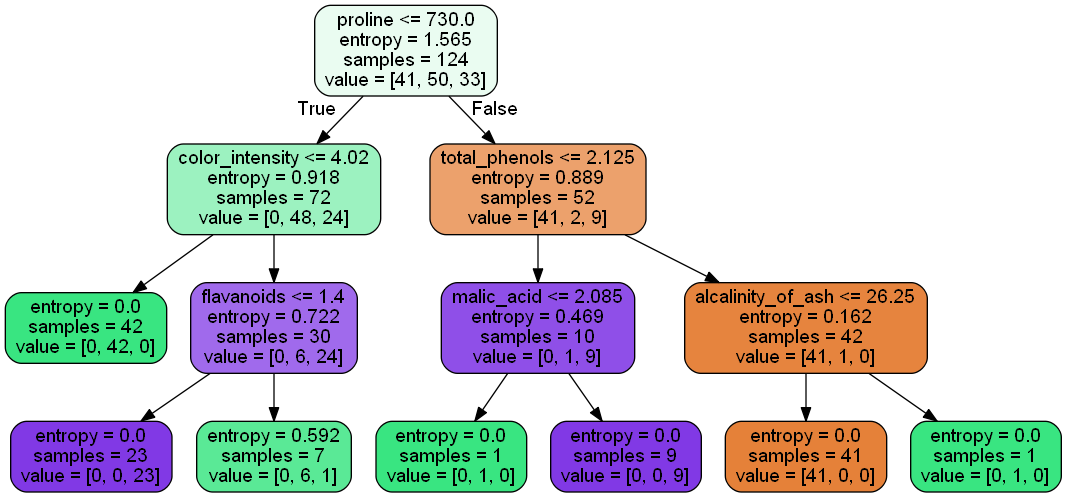 proline <= 730.0
entropy = 1.565
samples = 124
value = [41, 50, 33]
True
False
color_intensity <= 4.02
entropy = 0.918
samples = 72
value = [0, 48, 24]
total_phenols <= 2.125
entropy = 0.889
samples = 52
value = [41, 2, 9]
entropy = 0.0
samples = 42
value = [0, 42, 0]
flavanoids <= 1.4
entropy = 0.722
samples = 30
value = [0, 6, 24]
malic_acid <= 2.085
entropy = 0.469
samples = 10
value = [0, 1, 9]
alcalinity_of_ash <= 26.25
entropy = 0.162
samples = 42
value = [41, 1, 0]
entropy = 0.0
samples = 23
value = [0, 0, 23]
entropy = 0.592
samples = 7
value = [0, 6, 1]
entropy = 0.0
samples = 1
value = [0, 1, 0]
entropy = 0.0
samples = 9
value = [0, 0, 9]
entropy = 0.0
samples = 41
value = [41, 0, 0]
entropy = 0.0
samples = 1
value = [0, 1, 0]